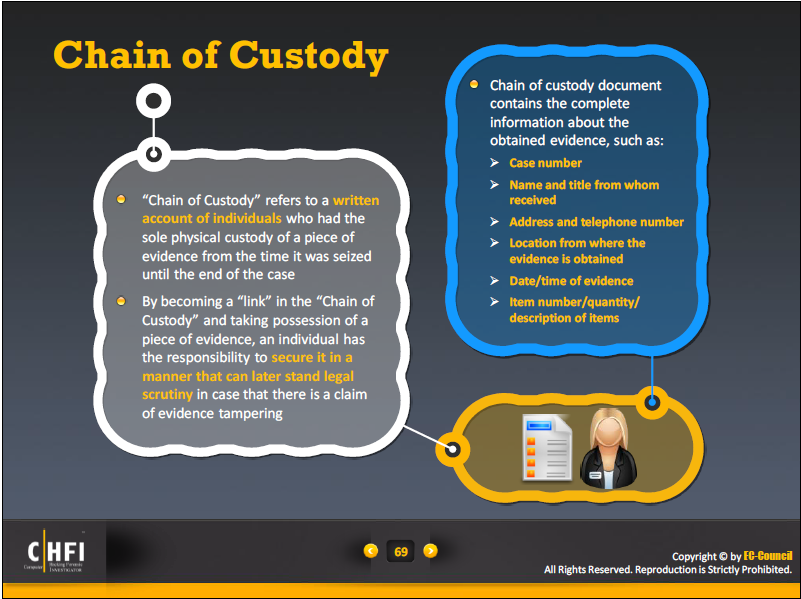 Chain of Custody
“Chain of Custody” refers to a written
account of individuals who had the
sole physical custody of a piece of
evidence from the time it was seized
until the end of the case
By becoming a “link” in the “Chain of
Custody” and taking possession of a
piece of evidence, an individual has
the responsibility to secure it in a
manner that can later stand legal
scrutiny in case that there is a claim
of evidence tampering
Chain of custody document
contains the complete
information about the
obtained evidence, such as:
Case number
Name and title from whom
received
Address and telephone number
Location from where the
evidence is obtained
Date/time of evidence
Item number/quantity/
description of items
CHFI
Hacking Forensic
INVESTIGATOR
69
Copyright © by EC-Council
All Rights Reserved. Reproduction is Strictly Prohibited.